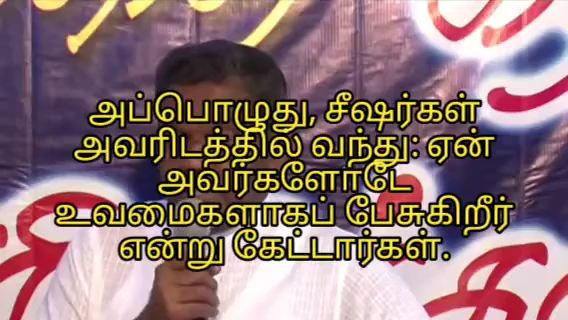 அப்பொழுது, சீஷர்கள்
அவரிடத்தில் வந்து: ஏன்
அவர்களோடே
உவமைகளாகப் பேசுகிறீர்
என்று கேட்டார்கள்.